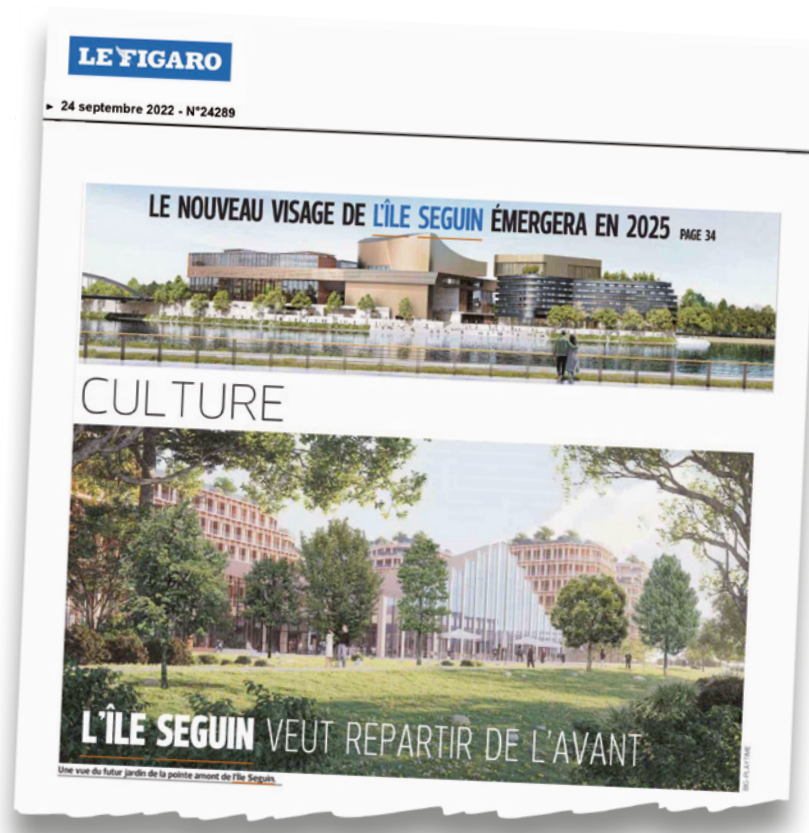 LE FIGARO
► 24 septembre 2022 - N°24289
LE NOUVEAU VISAGE DE L'ÎLE SEGUIN ÉMERGERA EN 2025 PAGE 34
CULTURE
L'ÎLE SEGUIN VEUT REPARTIR DE L'AVANT
Une vue du futur jardin de la pointe amont de l'Île Seguin.
BIG-PLAYTIME